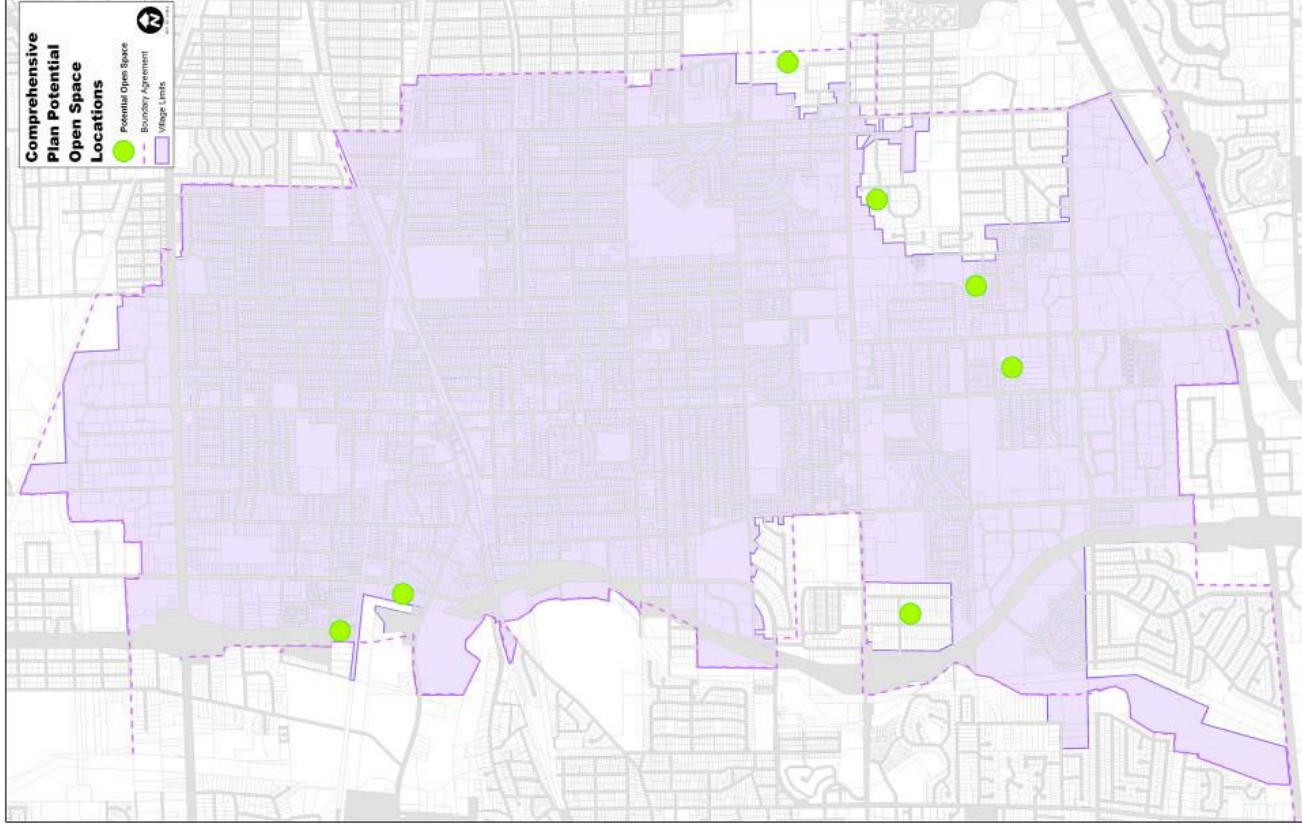 Comprehensive
Plan Potential
Open Space
Locations
Potential Open Space
Boundary Agreement
Village Limits
N